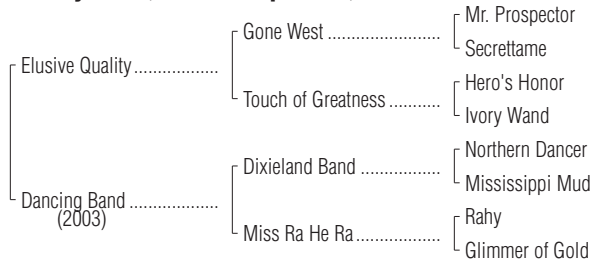 Mr. Prospector
Gone West
Secrettame
Elusive Quality
Hero's Honor
Touch of Greatness
Ivory Wand
Northern Dancer
Dixieland Band
Mississippi Mud
Dancing Band
(2003)
Rahy
Miss Ra He Ra
Glimmer of Gold